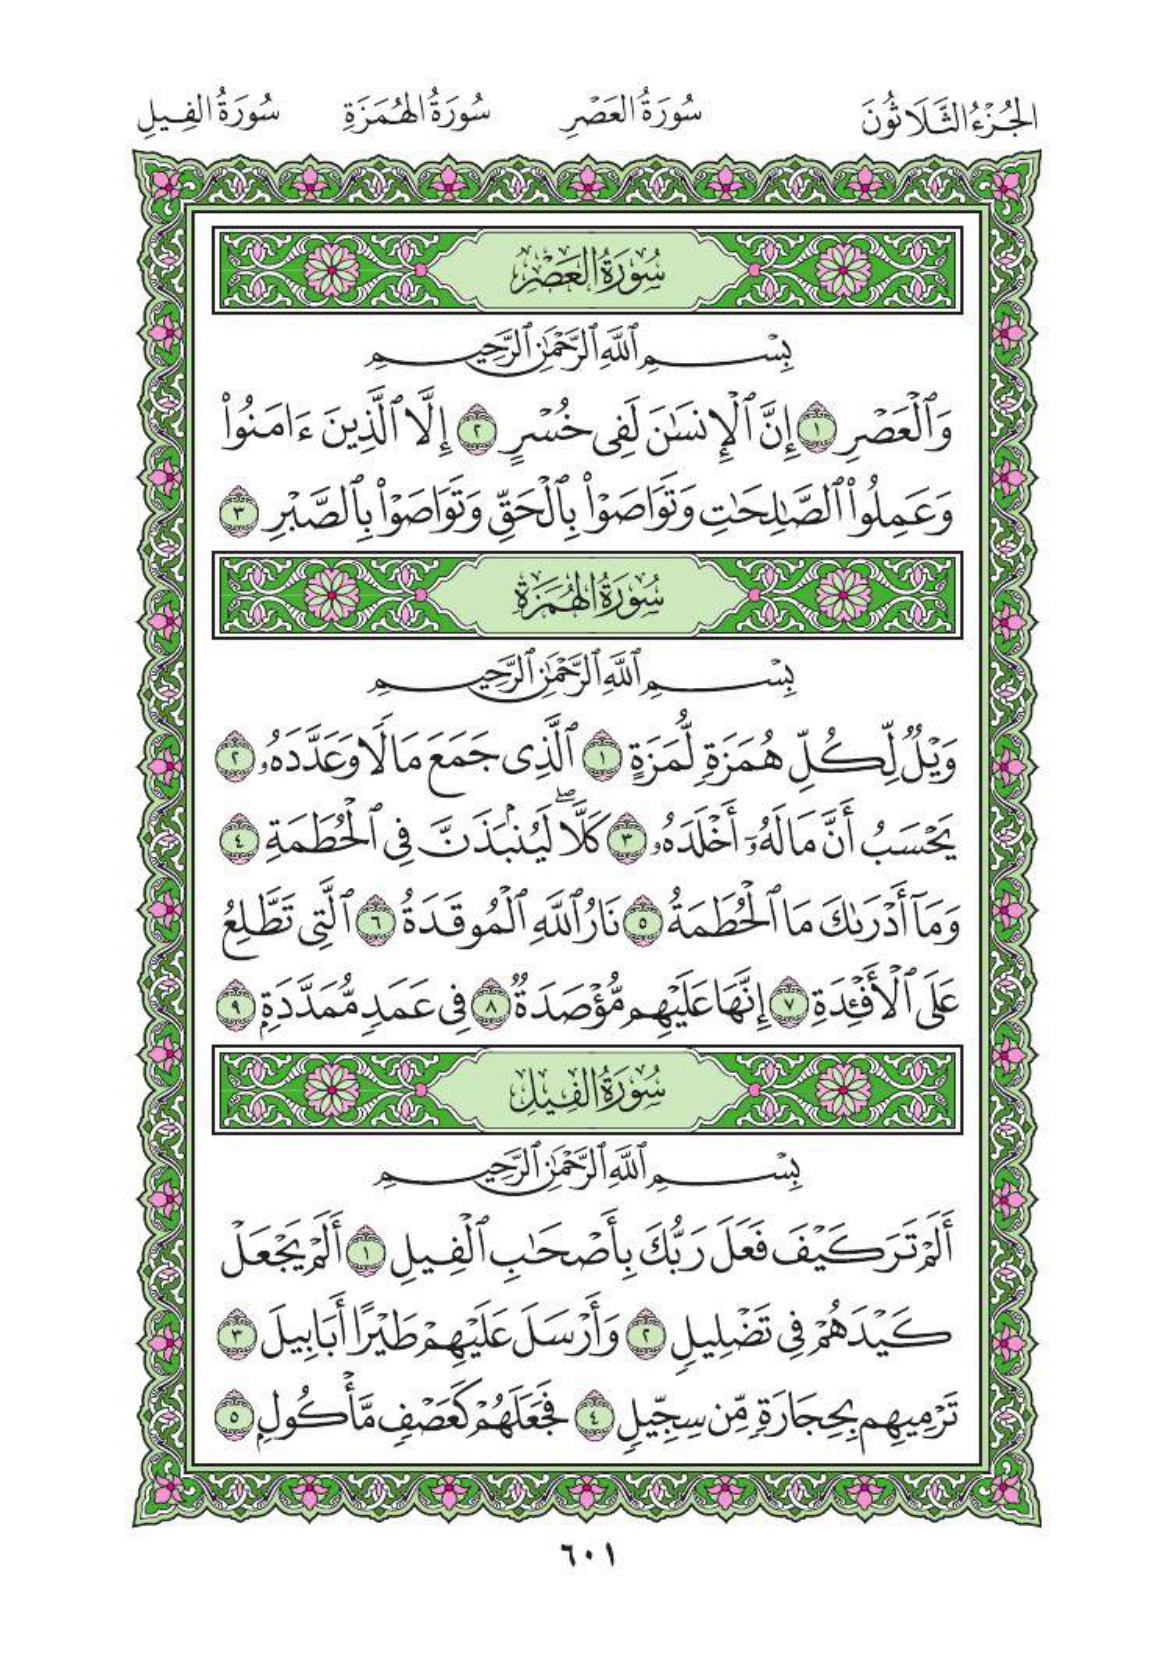 الجُزْءُ الثَّلَاثُونَ سُورَةُ العَصْرِ سُورَةُ الهُمَزَةِ سُورَةُ الفِيلِ
سُورَةُ العَصْرِ
بِسْمِ ٱللَّهِ ٱلرَّحْمَٰنِ ٱلرَّحِيمِ
وَٱلْعَصْرِ ١ إِنَّ ٱلْإِنسَٰنَ لَفِى خُسْرٍ ٢ إِلَّا ٱلَّذِينَ ءَامَنُوا۟
وَعَمِلُوا۟ ٱلصَّٰلِحَٰتِ وَتَوَاصَوْا۟ بِٱلْحَقِّ وَتَوَاصَوْا۟ بِٱلصَّبْرِ ٣
سُورَةُ الهُمَزَةِ
بِسْمِ ٱللَّهِ ٱلرَّحْمَٰنِ ٱلرَّحِيمِ
وَيْلٌ لِّكُلِّ هُمَزَةٍ لُّمَزَةٍ ١ ٱلَّذِى جَمَعَ مَالًا وَعَدَّدَهُۥ ٢
يَحْسَبُ أَنَّ مَالَهُۥٓ أَخْلَدَهُۥ ٣ كَلَّا ۖ لَيُنۢبَذَنَّ فِى ٱلْحُطَمَةِ ٤
وَمَآ أَدْرَىٰكَ مَا ٱلْحُطَمَةُ ٥ نَارُ ٱللَّهِ ٱلْمُوقَدَةُ ٦ ٱلَّتِى تَطَّلِعُ
عَلَى ٱلْأَفْـِٔدَةِ ٧ إِنَّهَا عَلَيْهِم مُّؤْصَدَةٌ ٨ فِى عَمَدٍ مُّمَدَّدَةٍۭ ٩
سُورَةُ الفِيلِ
بِسْمِ ٱللَّهِ ٱلرَّحْمَٰنِ ٱلرَّحِيمِ
أَلَمْ تَرَ كَيْفَ فَعَلَ رَبُّكَ بِأَصْحَٰبِ ٱلْفِيلِ ١ أَلَمْ يَجْعَلْ
كَيْدَهُمْ فِى تَضْلِيلٍ ٢ وَأَرْسَلَ عَلَيْهِمْ طَيْرًا أَبَابِيلَ ٣
تَرْمِيهِم بِحِجَارَةٍ مِّن سِجِّيلٍ ٤ فَجَعَلَهُمْ كَعَصْفٍ مَّأْكُولٍۭ ٥
٦٠١